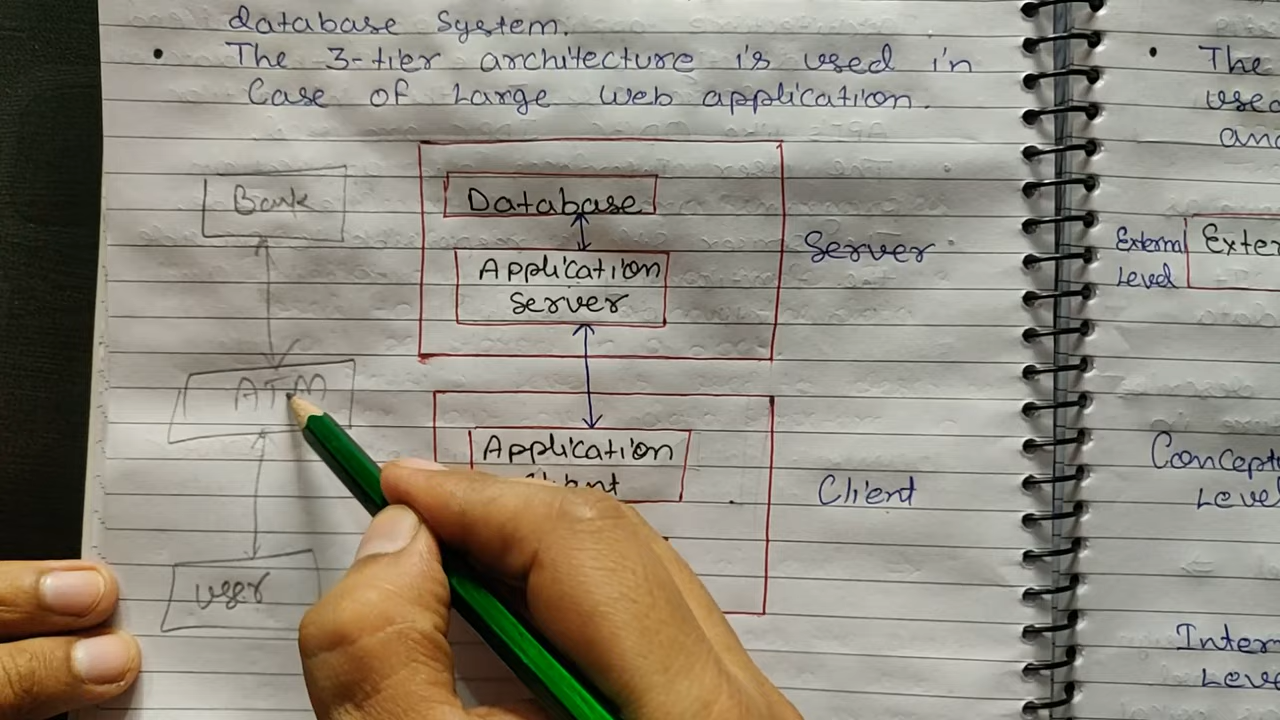 database System.
• The 3-tier architecture is used in
Case of Large web application.
Bank
Database
Application
Server
Server
ATM
Application
Client
user
• The
used
and
External
Level
Exter
Concept
Level
Inter
Leve